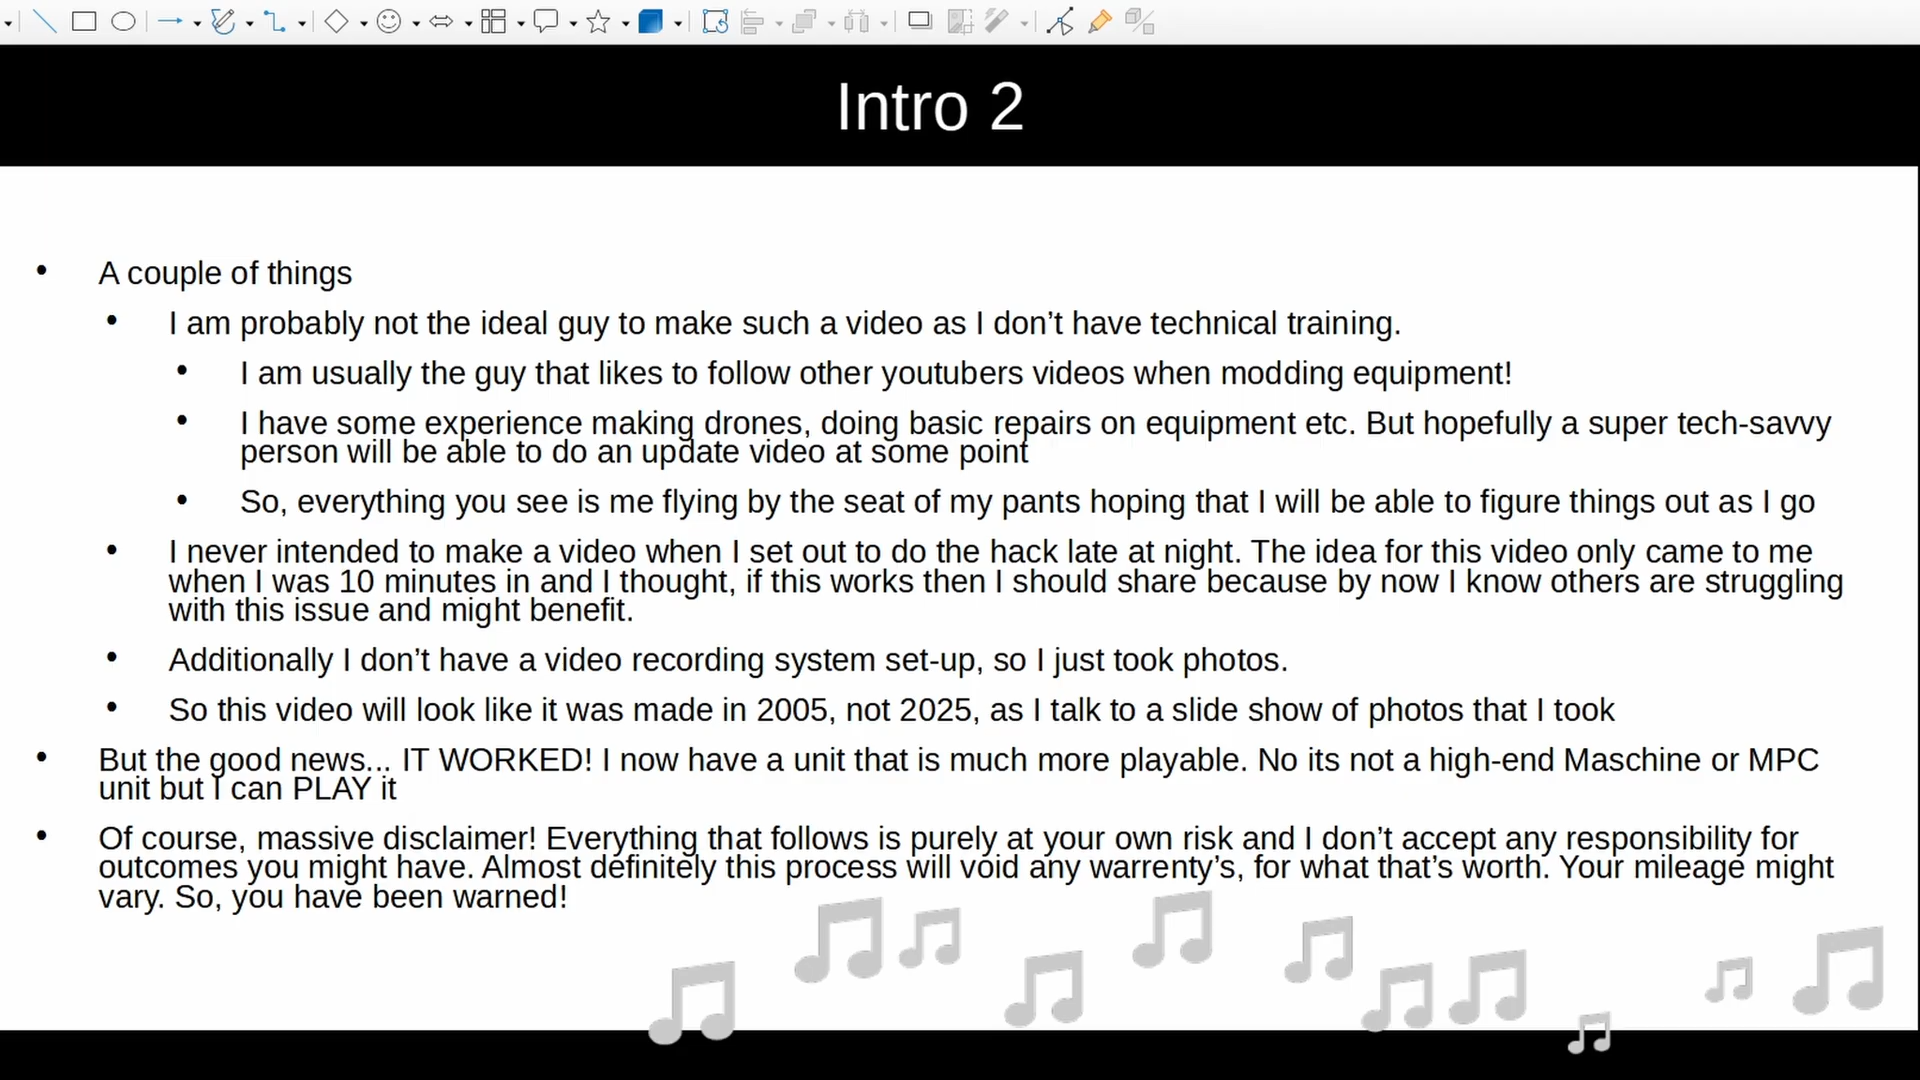 Intro 2
• A couple of things
• I am probably not the ideal guy to make such a video as I don’t have technical training.
• I am usually the guy that likes to follow other youtubers videos when modding equipment!
• I have some experience making drones, doing basic repairs on equipment etc. But hopefully a super tech-savvy
person will be able to do an update video at some point
• So, everything you see is me flying by the seat of my pants hoping that I will be able to figure things out as I go
• I never intended to make a video when I set out to do the hack late at night. The idea for this video only came to me
when I was 10 minutes in and I thought, if this works then I should share because by now I know others are struggling
with this issue and might benefit.
• Additionally I don’t have a video recording system set-up, so I just took photos.
• So this video will look like it was made in 2005, not 2025, as I talk to a slide show of photos that I took
• But the good news... IT WORKED! I now have a unit that is much more playable. No its not a high-end Maschine or MPC
unit but I can PLAY it
• Of course, massive disclaimer! Everything that follows is purely at your own risk and I don’t accept any responsibility for
outcomes you might have. Almost definitely this process will void any warrenty’s, for what that’s worth. Your mileage might
vary. So, you have been warned!